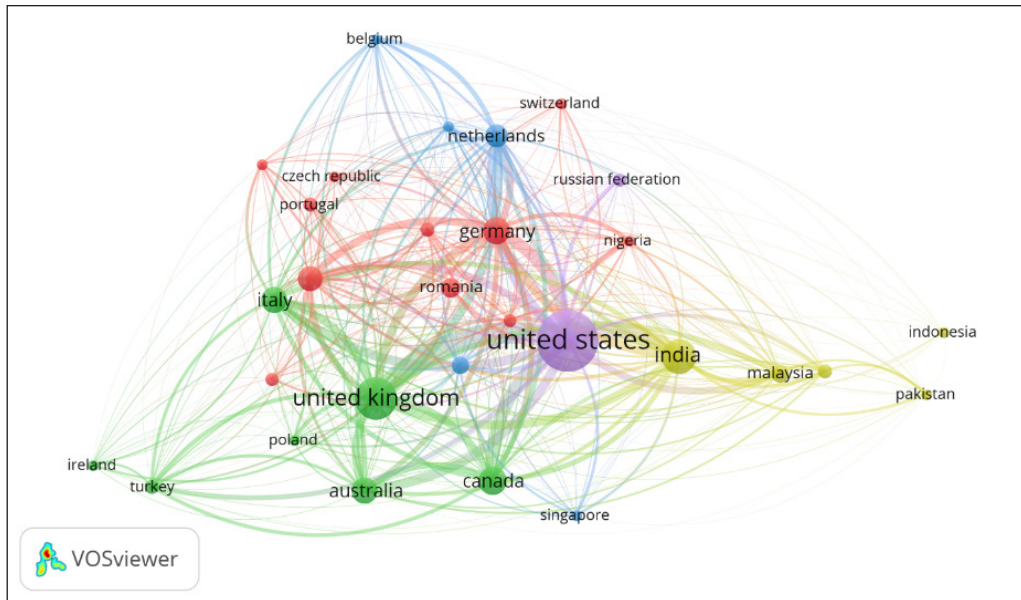 belgium
switzerland
netherlands
czech republic
russian federation
portugal
germany
nigeria
romania
italy
indonesia
united states
india
malaysia
united kingdom
pakistan
poland
ireland
turkey
australia
canada
singapore
VOSviewer